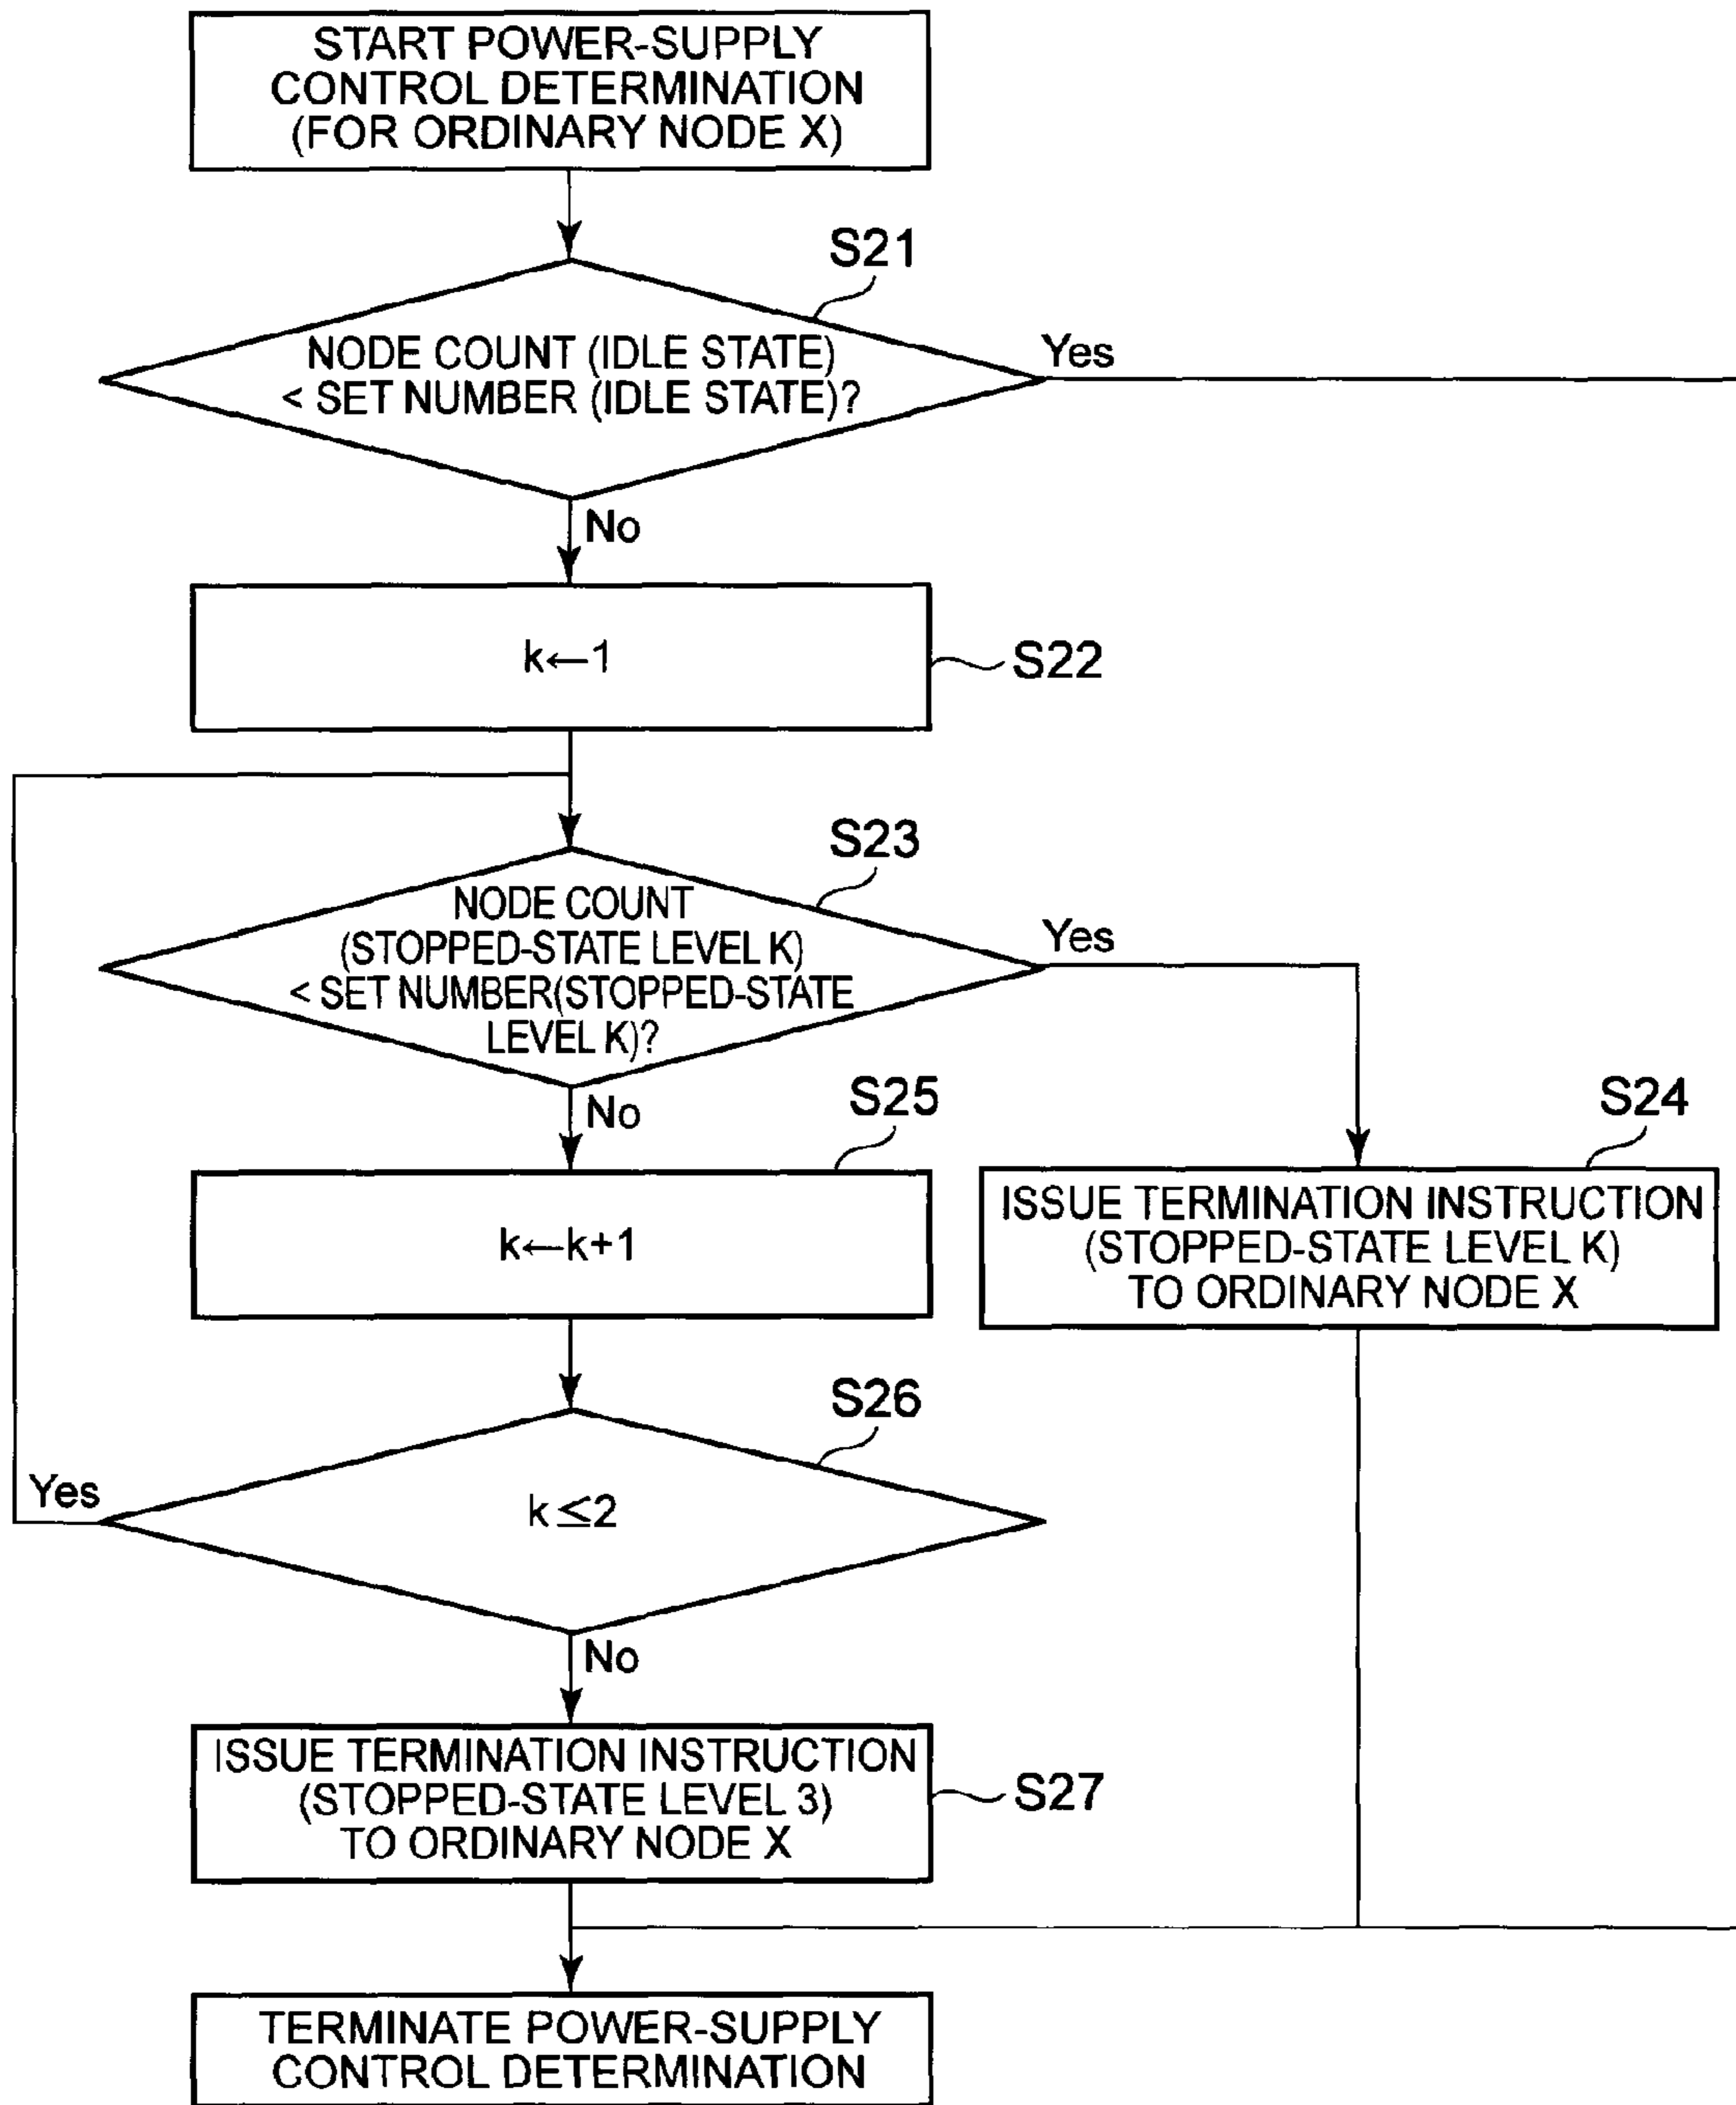 START POWER-SUPPLY
CONTROL DETERMINATION
(FOR ORDINARY NODE X)
S21
NODE COUNT (IDLE STATE)
< SET NUMBER (IDLE STATE)?
Yes
No
k←1
S22
S23
NODE COUNT
(STOPPED-STATE LEVEL K)
< SET NUMBER(STOPPED-STATE
LEVEL K)?
Yes
No
S25
k←k+1
S24
ISSUE TERMINATION INSTRUCTION
(STOPPED-STATE LEVEL K)
TO ORDINARY NODE X
S26
k≦2
Yes
No
ISSUE TERMINATION INSTRUCTION
(STOPPED-STATE LEVEL 3)
TO ORDINARY NODE X
S27
TERMINATE POWER-SUPPLY
CONTROL DETERMINATION